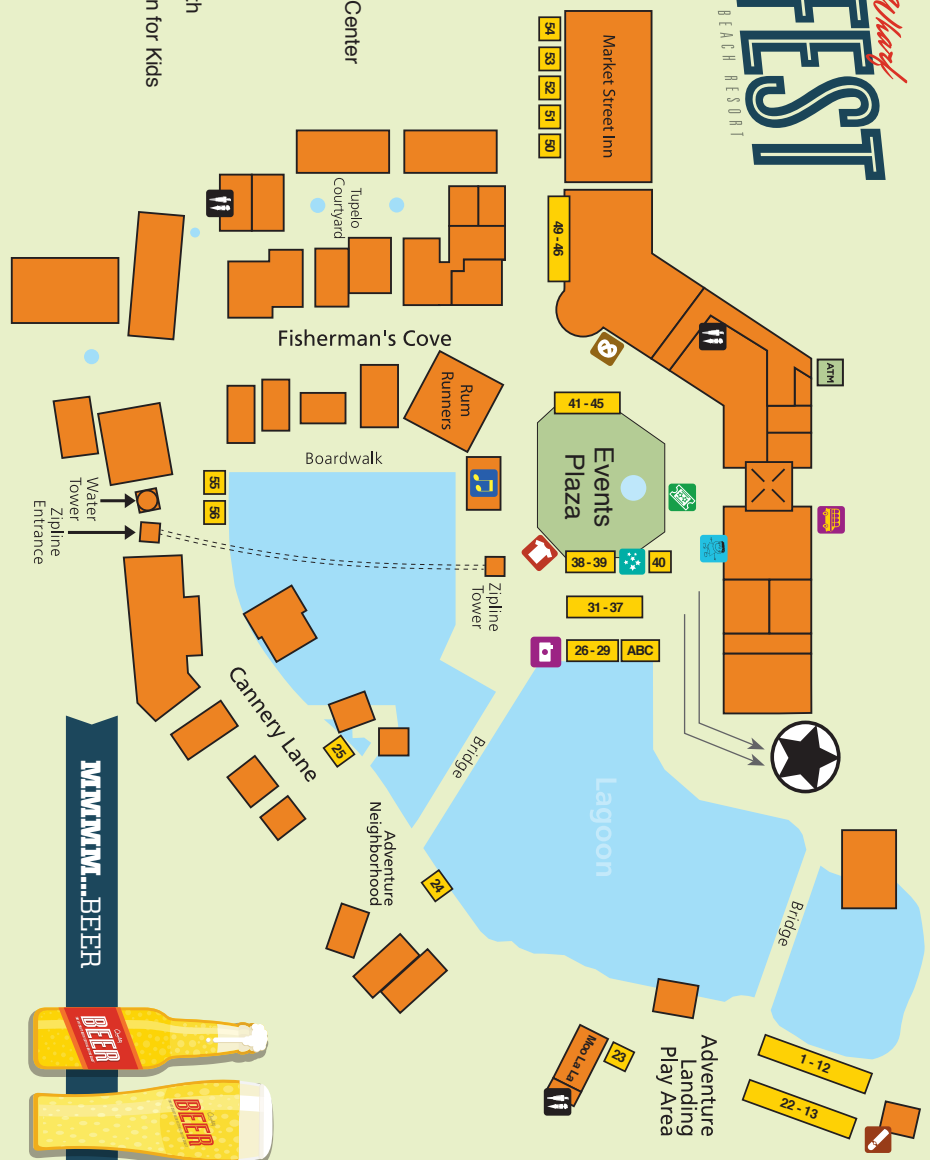 Wharf
FEST
BEACH RESORT
Center
th
n for Kids
Market Street Inn
54
53
52
51
50
49 - 46
ATM
Tupelo
Courtyard
Fisherman's Cove
Rum
Runners
Boardwalk
41 - 45
Events
Plaza
38 - 39
40
31 - 37
26 - 29
ABC
55
56
Water
Tower
Zipline
Entrance
Zipline
Tower
Cannery Lane
25
Bridge
Lagoon
Adventure
Neighborhood
24
Bridge
Adventure
Landing
Play Area
Moo La La
23
1 - 12
22 - 13
MMMM...BEER
BEER
BEER